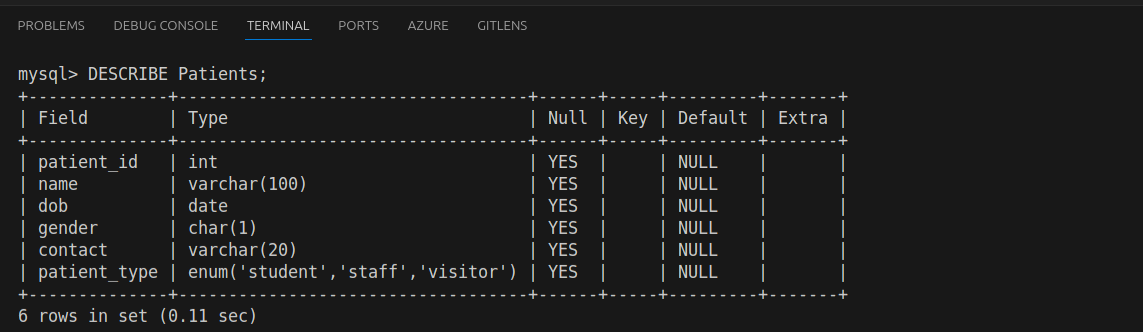 PROBLEMS DEBUG CONSOLE TERMINAL PORTS AZURE GITLENS
mysql> DESCRIBE Patients;
+--------------+-----------------------------------+------+-----+---------+-------+
| Field        | Type                              | Null | Key | Default | Extra |
+--------------+-----------------------------------+------+-----+---------+-------+
| patient_id   | int                               | YES  |     | NULL    |       |
| name         | varchar(100)                      | YES  |     | NULL    |       |
| dob          | date                              | YES  |     | NULL    |       |
| gender       | char(1)                           | YES  |     | NULL    |       |
| contact      | varchar(20)                       | YES  |     | NULL    |       |
| patient_type | enum('student','staff','visitor') | YES  |     | NULL    |       |
+--------------+-----------------------------------+------+-----+---------+-------+
6 rows in set (0.11 sec)